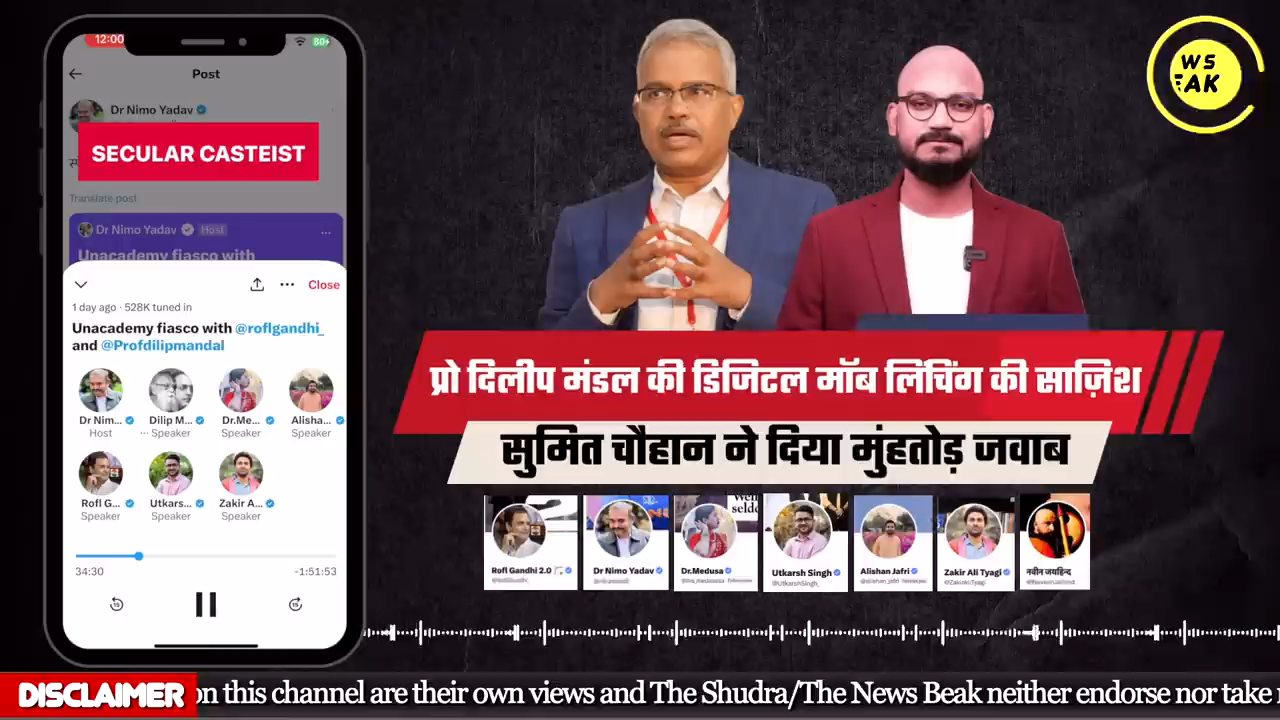 12:00
80
Post
Dr Nimo Yadav
SECULAR CASTEIST
Translate post
Dr Nimo Yadav Host
Unacademy fiasco with
Close
1 day ago · 528K tuned in
Unacademy fiasco with @roflgandhi_
and @Profdilipmandal
Dr Nim...
Host
Dilip M...
Speaker
Dr.Me...
Speaker
Alisha...
Speaker
Rofl G...
Speaker
Utkars...
Speaker
Zakir A...
Speaker
34:30
-1:51:53
WS
EAK
प्रो दिलीप मंडल की डिजिटल मॉब लिंचिंग की साज़िश
सुमित चौहान ने दिया मुंहतोड़ जवाब
Rofl Gandhi 2.0
Dr Nimo Yadav
Dr.Medusa
Utkarsh Singh
@UtkarshSingh_
Alishan Jafri
Zakir Ali Tyagi
नवीन जयहिन्द
DISCLAIMER
on this channel are their own views and The Shudra/The News Beak neither endorse nor take